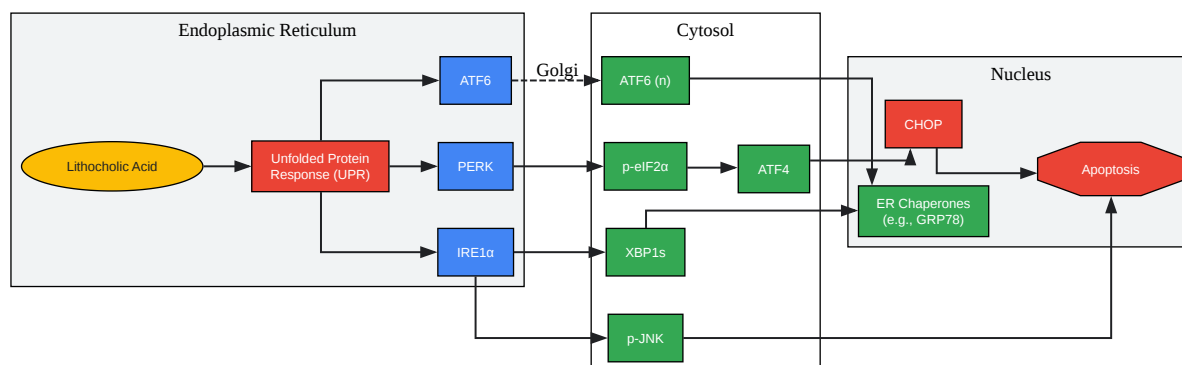 Endoplasmic Reticulum
Cytosol
Nucleus
ATF6
Golgi
ATF6 (n)
CHOP
Lithocholic Acid
Unfolded Protein
Response (UPR)
PERK
p-eIF2α
ATF4
Apoptosis
ER Chaperones
(e.g., GRP78)
IRE1α
XBP1s
p-JNK